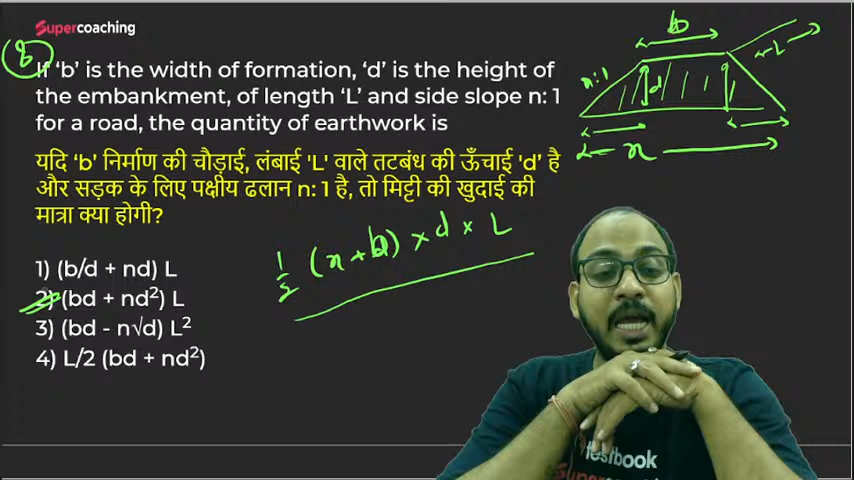 Supercoaching
8
If ‘b’ is the width of formation, ‘d’ is the height of
the embankment, of length ‘L’ and side slope n: 1
for a road, the quantity of earthwork is
यदि ‘b’ निर्माण की चौड़ाई, लंबाई 'L' वाले तटबंध की ऊँचाई 'd’ है
और सड़क के लिए पक्षीय ढलान n: 1 है, तो मिट्टी की खुदाई की
मात्रा क्या होगी?
1) (b/d + nd) L
2) (bd + nd²) L
3) (bd - n√d) L²
4) L/2 (bd + nd²)
b
L
n:1
d
x
1/2 (x + b) × d × L
testbook
Supercoaching